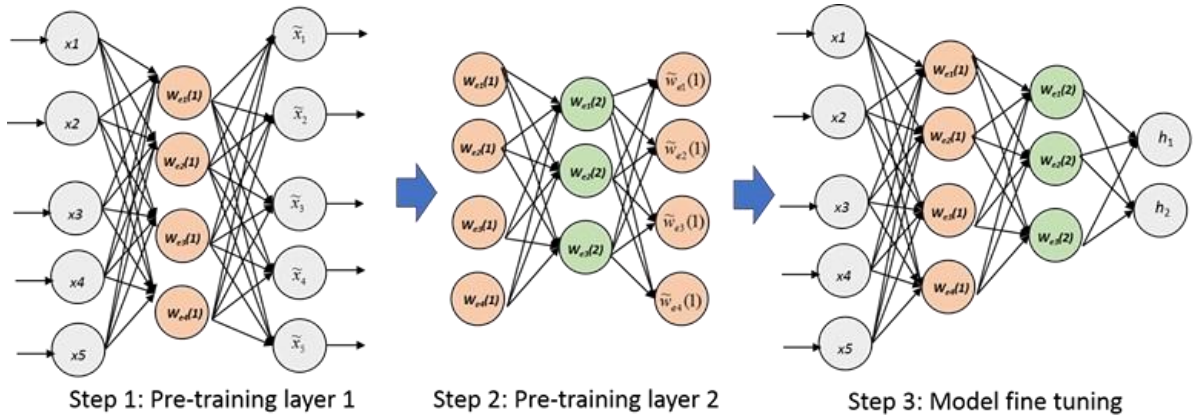 x1
x2
x3
x4
x5
We1(1)
We2(1)
We3(1)
We4(1)
x̃1
x̃2
x̃3
x̃4
x̃5
Step 1: Pre-training layer 1
We1(1)
We2(1)
We3(1)
We4(1)
We1(2)
We2(2)
We3(2)
w̃e1(1)
w̃e2(1)
w̃e3(1)
w̃e4(1)
Step 2: Pre-training layer 2
x1
x2
x3
x4
x5
We1(1)
We2(1)
We3(1)
We4(1)
We1(2)
We2(2)
We3(2)
h1
h2
Step 3: Model fine tuning